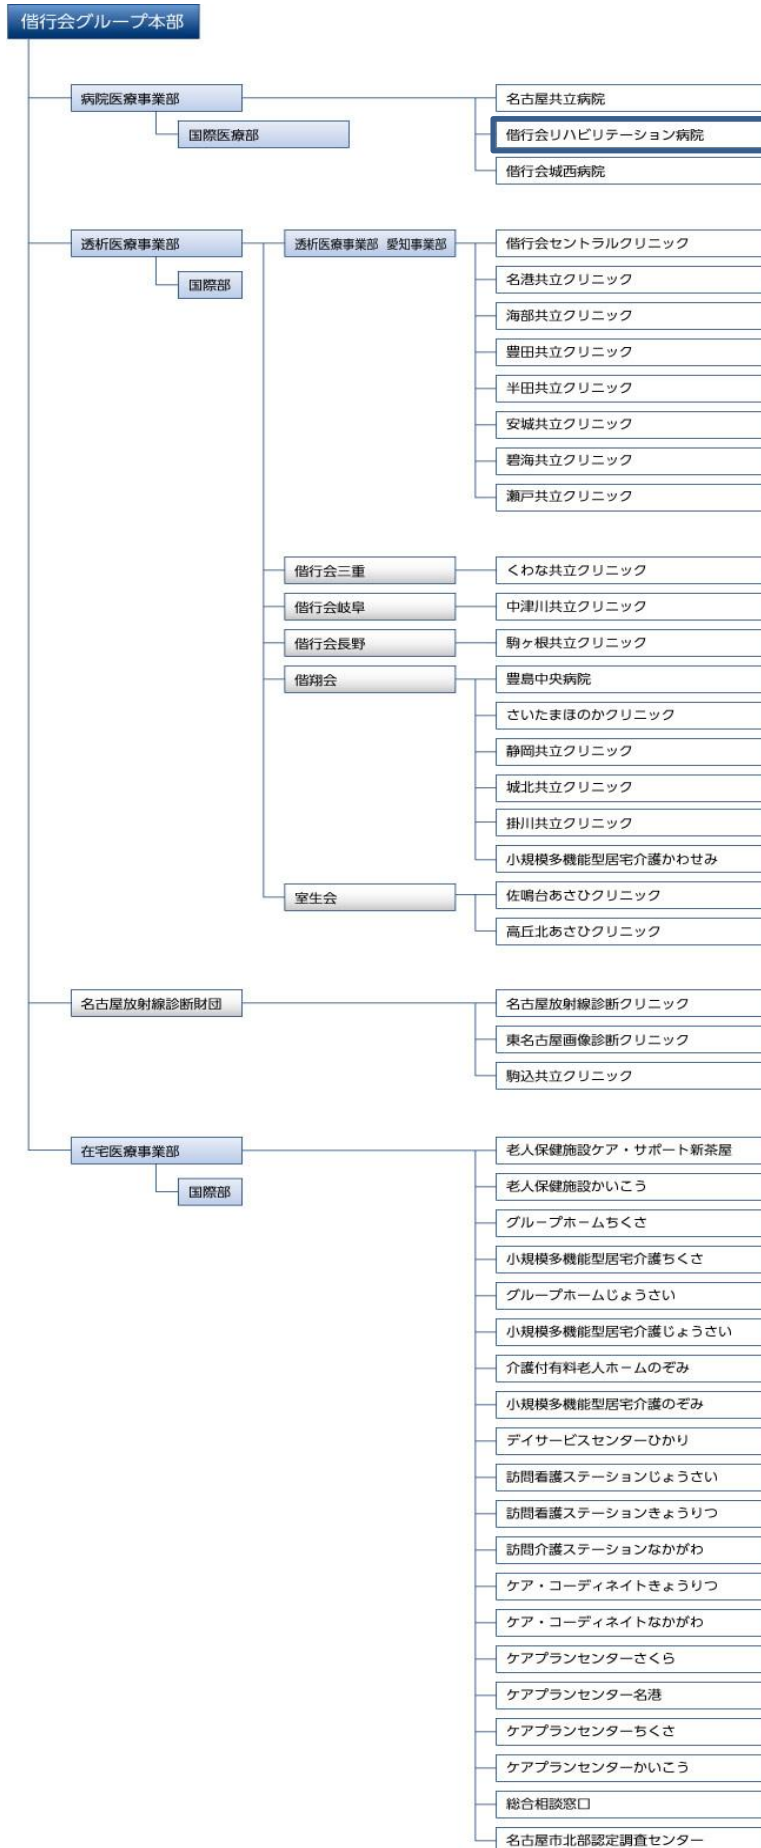 偕行会グループ本部
病院医療事業部
国際医療部
名古屋共立病院
偕行会リハビリテーション病院
偕行会城西病院
透析医療事業部
国際部
透析医療事業部 愛知事業部
偕行会セントラルクリニック
名港共立クリニック
海部共立クリニック
豊田共立クリニック
半田共立クリニック
安城共立クリニック
碧海共立クリニック
瀬戸共立クリニック
偕行会三重
くわな共立クリニック
偕行会岐阜
中津川共立クリニック
偕行会長野
駒ヶ根共立クリニック
偕翔会
豊島中央病院
さいたまほのかクリニック
静岡共立クリニック
城北共立クリニック
掛川共立クリニック
小規模多機能型居宅介護かわせみ
室生会
佐鳴台あさひクリニック
高丘北あさひクリニック
名古屋放射線診断財団
名古屋放射線診断クリニック
東名古屋画像診断クリニック
駒込共立クリニック
在宅医療事業部
国際部
老人保健施設ケア・サポート新茶屋
老人保健施設かいこう
グループホームちくさ
小規模多機能型居宅介護ちくさ
グループホームじょうさい
小規模多機能型居宅介護じょうさい
介護付有料老人ホームのぞみ
小規模多機能型居宅介護のぞみ
デイサービスセンターひかり
訪問看護ステーションじょうさい
訪問看護ステーションきょうりつ
訪問介護ステーションなかがわ
ケア・コーディネイトきょうりつ
ケア・コーディネイトなかがわ
ケアプランセンターさくら
ケアプランセンター名港
ケアプランセンターちくさ
ケアプランセンターかいこう
総合相談窓口
名古屋市北部認定調査センター